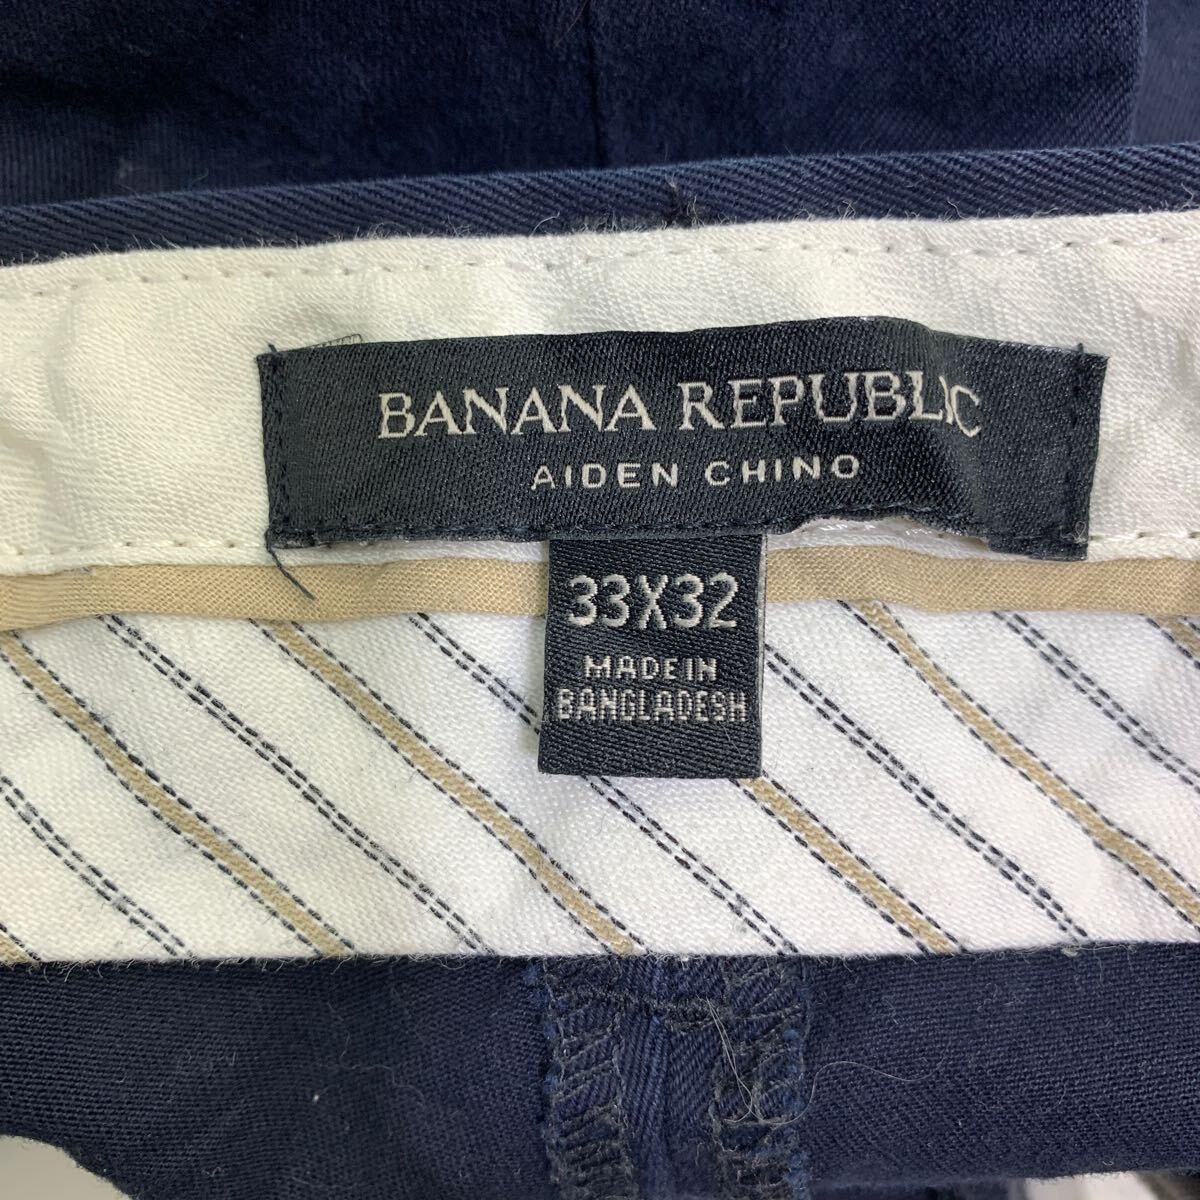 BANANA REPUBLIC
AIDEN CHINO
33X32
MADE IN
BANGLADESH